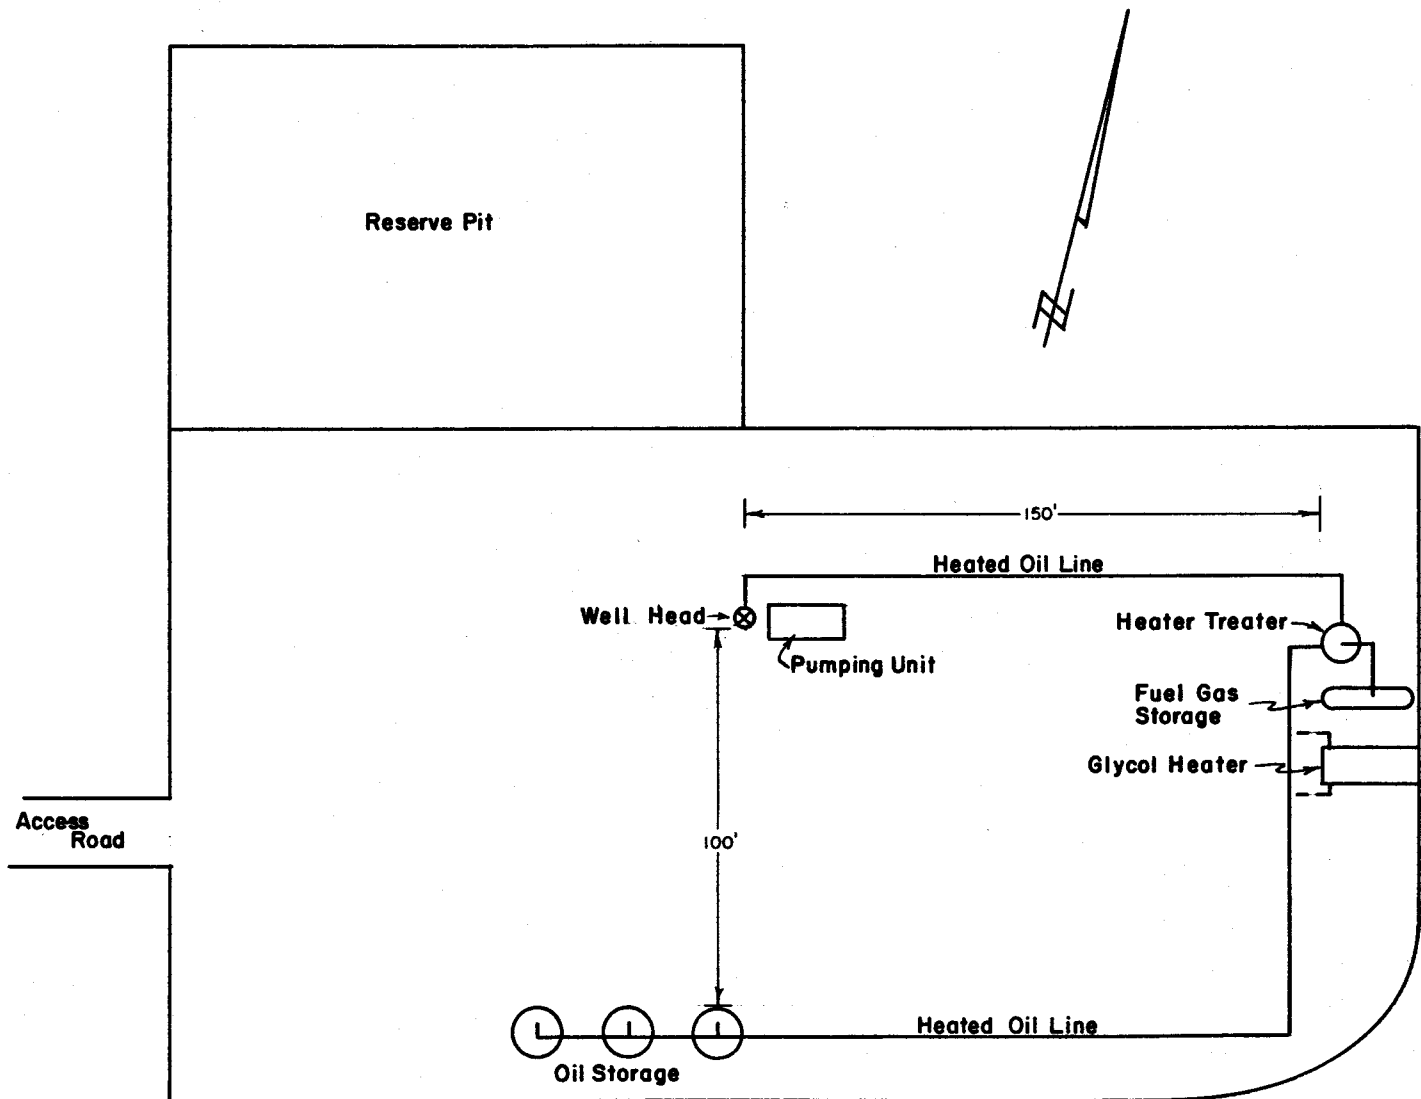 Reserve Pit
150'
Heated Oil Line
Well Head
Heater Treater
Pumping Unit
Fuel Gas
Storage
Glycol Heater
Access
Road
100'
Heated Oil Line
Oil Storage